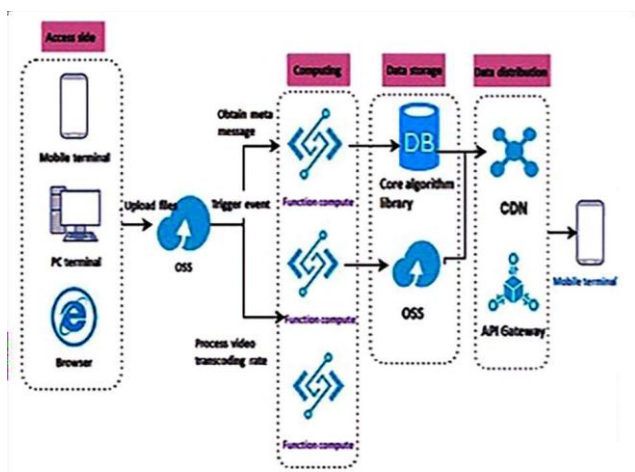 Access side
Computing
Data storage
Data distribution
Mobile terminal
PC terminal
Browser
Upload files
OSS
Trigger event
Obtain meta
message
Process video
transcoding rate
Function compute
Function compute
Function compute
DB
Core algorithm
library
OSS
CDN
API Gateway
Mobile terminal